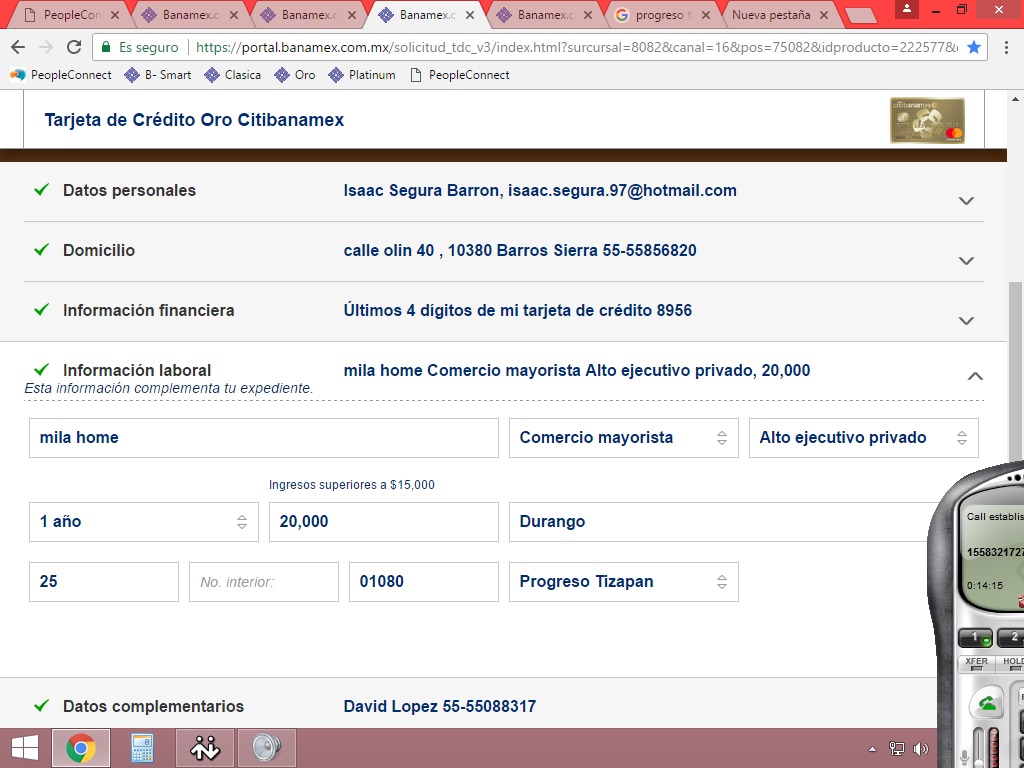 PeopleCon
Banamex.c
Banamex.c
Banamex.c
Banamex.c
progreso t
Nueva pestaña
Es seguro https://portal.banamex.com.mx/solicitud_tdc_v3/index.html?sursursal=8082&canal=16&pos=75082&idproducto=222577&
PeopleConnect B- Smart Clasica Oro Platinum PeopleConnect
Tarjeta de Crédito Oro Citibanamex
citibanamex
Datos personales Isaac Segura Barron, isaac.segura.97@hotmail.com
Domicilio calle olin 40 , 10380 Barros Sierra 55-55856820
Información financiera Últimos 4 dígitos de mi tarjeta de crédito 8956
Información laboral mila home Comercio mayorista Alto ejecutivo privado, 20,000
Esta información complementa tu expediente.
mila home Comercio mayorista Alto ejecutivo privado
Ingresos superiores a $15,000
1 año 20,000 Durango
25 No. interior: 01080 Progreso Tizapan
Call establis
1558321727
0:14:15
1 2
XFER HOLD
Datos complementarios David Lopez 55-55088317